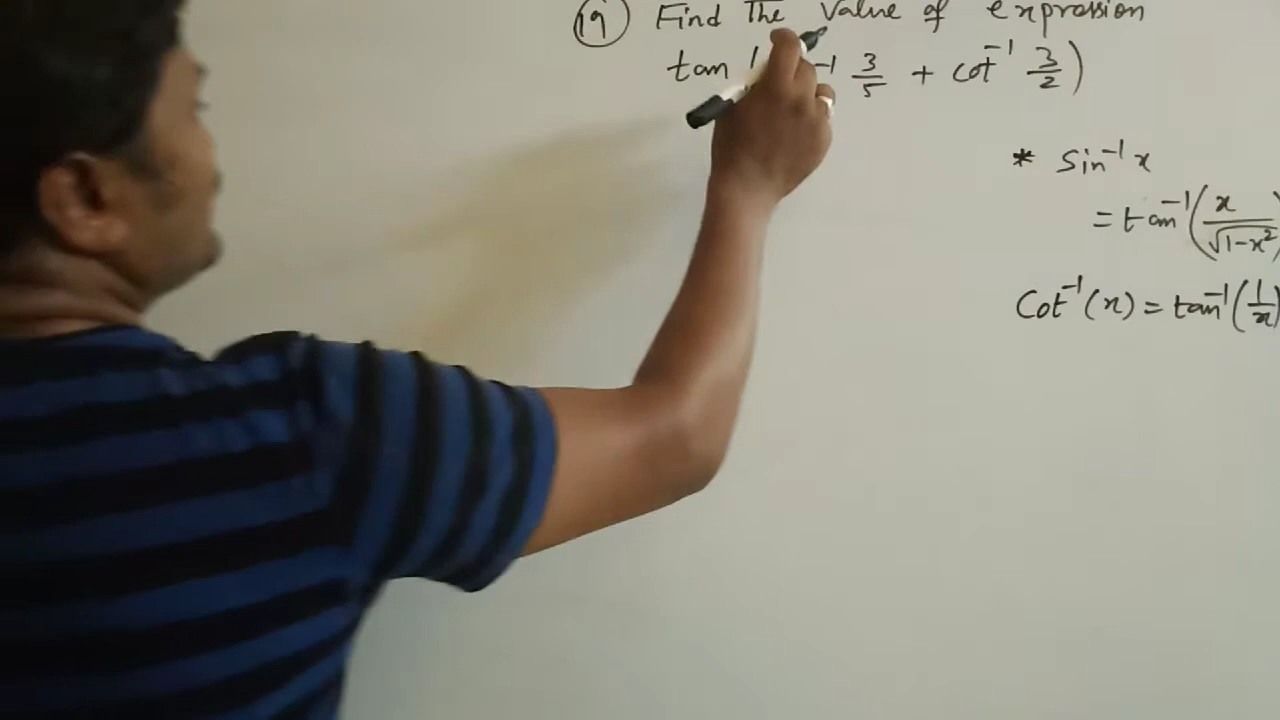 19 Find The Value of expression
tan ( -1 3/5 + cot-1 3/2 )
* Sin-1 x
= tan-1 ( x / √1-x2 )
Cot-1 (x) = tan-1 ( 1/x )